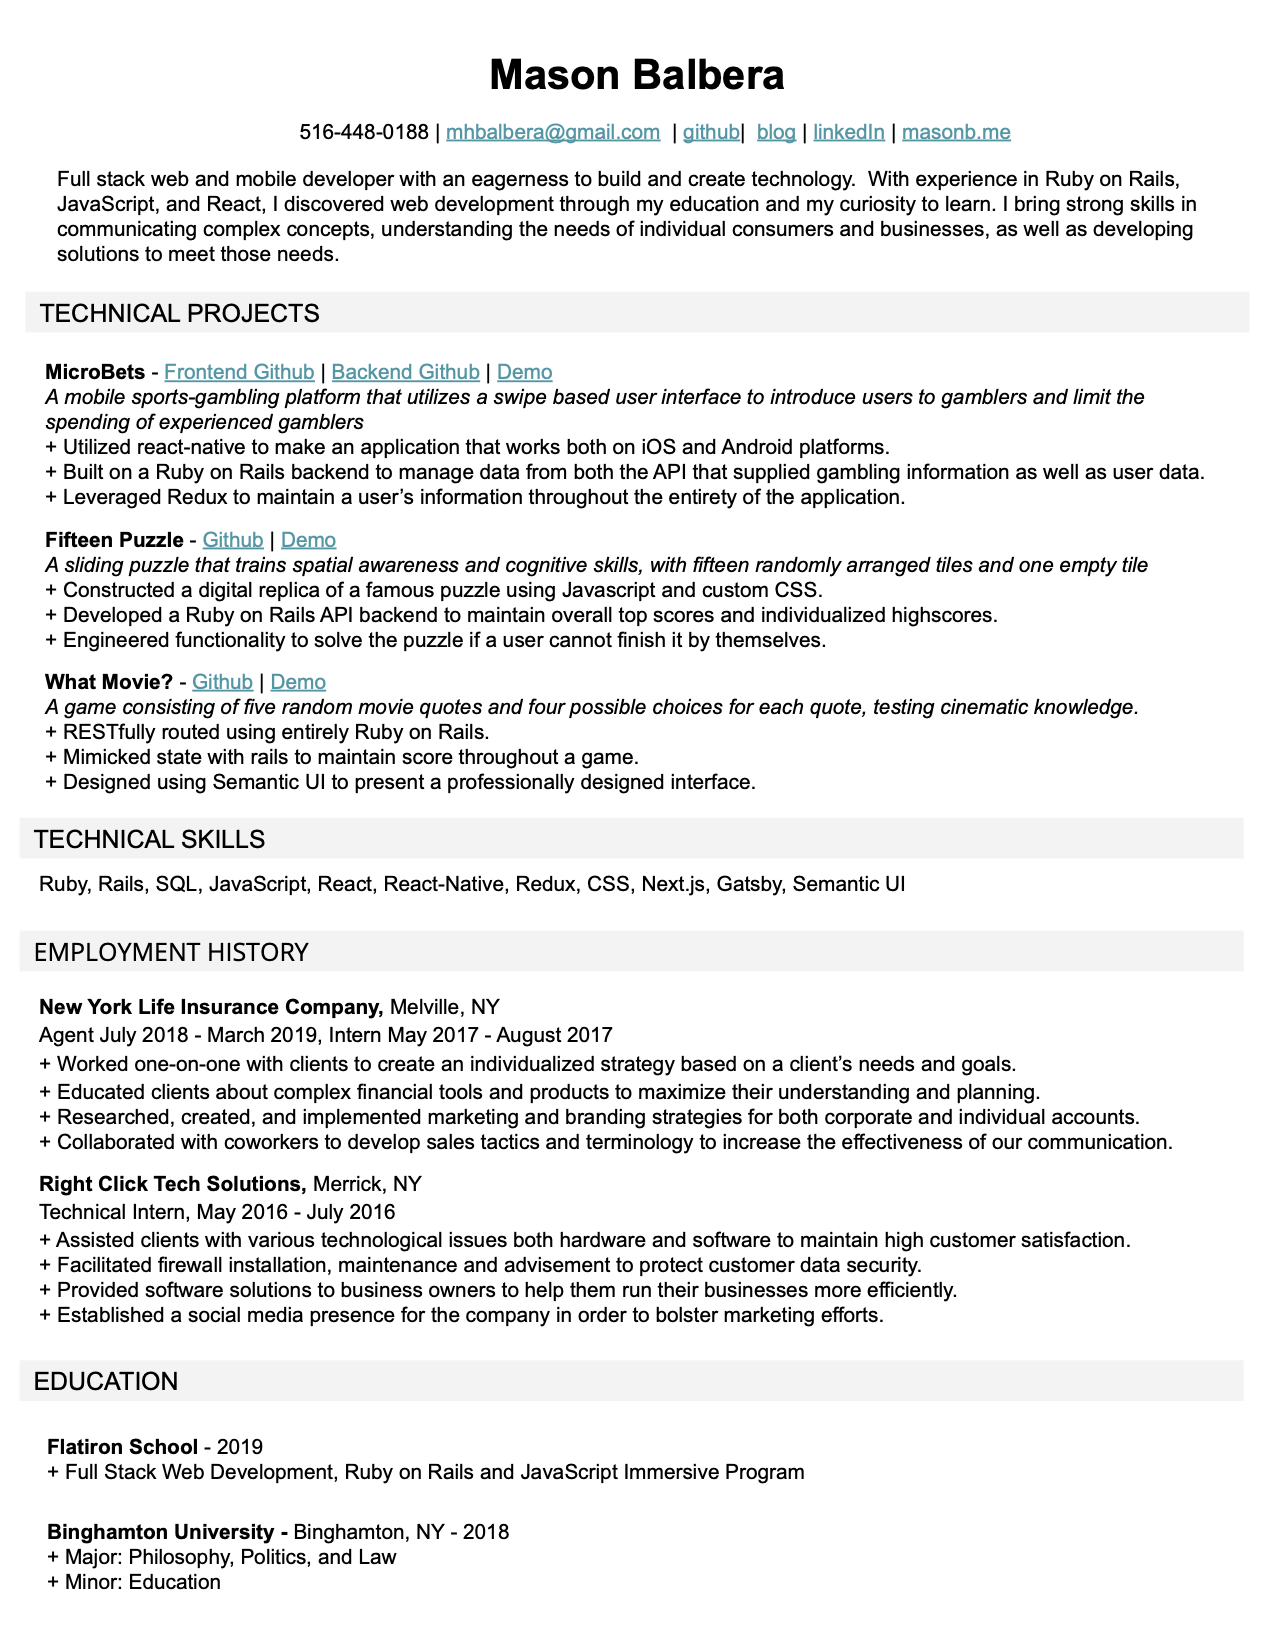 Mason Balbera
516-448-0188 | mhbalbera@gmail.com | github| blog | linkedIn | masonb.me
Full stack web and mobile developer with an eagerness to build and create technology. With experience in Ruby on Rails,
JavaScript, and React, I discovered web development through my education and my curiosity to learn. I bring strong skills in
communicating complex concepts, understanding the needs of individual consumers and businesses, as well as developing
solutions to meet those needs.
TECHNICAL PROJECTS
MicroBets - Frontend Github | Backend Github | Demo
A mobile sports-gambling platform that utilizes a swipe based user interface to introduce users to gamblers and limit the
spending of experienced gamblers
+ Utilized react-native to make an application that works both on iOS and Android platforms.
+ Built on a Ruby on Rails backend to manage data from both the API that supplied gambling information as well as user data.
+ Leveraged Redux to maintain a user’s information throughout the entirety of the application.
Fifteen Puzzle - Github | Demo
A sliding puzzle that trains spatial awareness and cognitive skills, with fifteen randomly arranged tiles and one empty tile
+ Constructed a digital replica of a famous puzzle using Javascript and custom CSS.
+ Developed a Ruby on Rails API backend to maintain overall top scores and individualized highscores.
+ Engineered functionality to solve the puzzle if a user cannot finish it by themselves.
What Movie? - Github | Demo
A game consisting of five random movie quotes and four possible choices for each quote, testing cinematic knowledge.
+ RESTfully routed using entirely Ruby on Rails.
+ Mimicked state with rails to maintain score throughout a game.
+ Designed using Semantic UI to present a professionally designed interface.
TECHNICAL SKILLS
Ruby, Rails, SQL, JavaScript, React, React-Native, Redux, CSS, Next.js, Gatsby, Semantic UI
EMPLOYMENT HISTORY
New York Life Insurance Company, Melville, NY
Agent July 2018 - March 2019, Intern May 2017 - August 2017
+ Worked one-on-one with clients to create an individualized strategy based on a client’s needs and goals.
+ Educated clients about complex financial tools and products to maximize their understanding and planning.
+ Researched, created, and implemented marketing and branding strategies for both corporate and individual accounts.
+ Collaborated with coworkers to develop sales tactics and terminology to increase the effectiveness of our communication.
Right Click Tech Solutions, Merrick, NY
Technical Intern, May 2016 - July 2016
+ Assisted clients with various technological issues both hardware and software to maintain high customer satisfaction.
+ Facilitated firewall installation, maintenance and advisement to protect customer data security.
+ Provided software solutions to business owners to help them run their businesses more efficiently.
+ Established a social media presence for the company in order to bolster marketing efforts.
EDUCATION
Flatiron School - 2019
+ Full Stack Web Development, Ruby on Rails and JavaScript Immersive Program
Binghamton University - Binghamton, NY - 2018
+ Major: Philosophy, Politics, and Law
+ Minor: Education